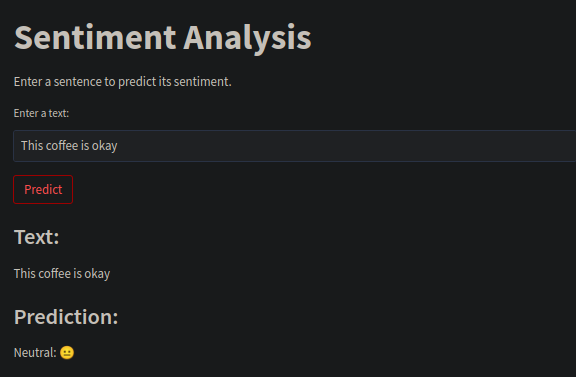 Sentiment Analysis
Enter a sentence to predict its sentiment.
Enter a text:
This coffee is okay
Predict
Text:
This coffee is okay
Prediction:
Neutral: 😐